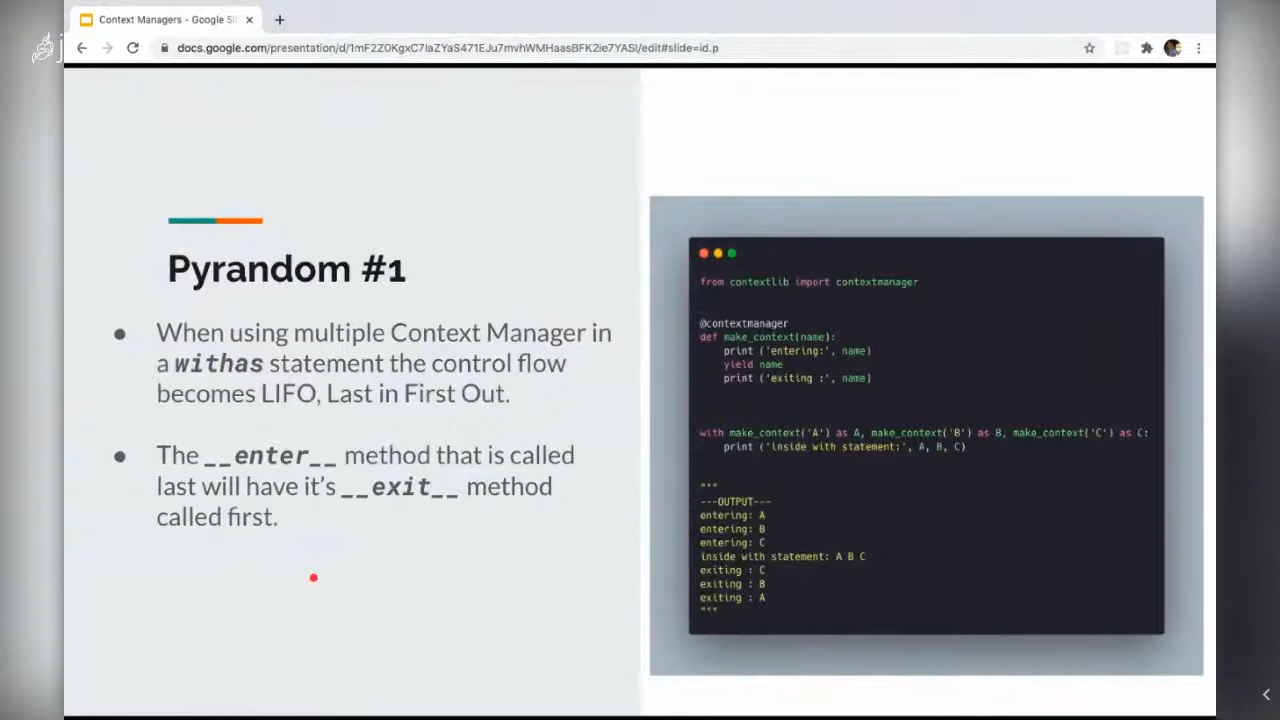 Context Managers - Google Sli
docs.google.com/presentation/d/1mF2Z0KgxC7IaZYaS471EJu7mvhWMHaasBFK2ie7YASI/edit#slide=id.p
Pyrandom #1
● When using multiple Context Manager in
a withas statement the control flow
becomes LIFO, Last in First Out.
● The __enter__ method that is called
last will have it’s __exit__ method
called first.
from contextlib import contextmanager
@contextmanager
def make_context(name):
print ('entering:', name)
yield name
print ('exiting :', name)
with make_context('A') as A, make_context('B') as B, make_context('C') as C:
print ('inside with statement:', A, B, C)
"""
---OUTPUT---
entering: A
entering: B
entering: C
inside with statement: A B C
exiting : C
exiting : B
exiting : A
"""